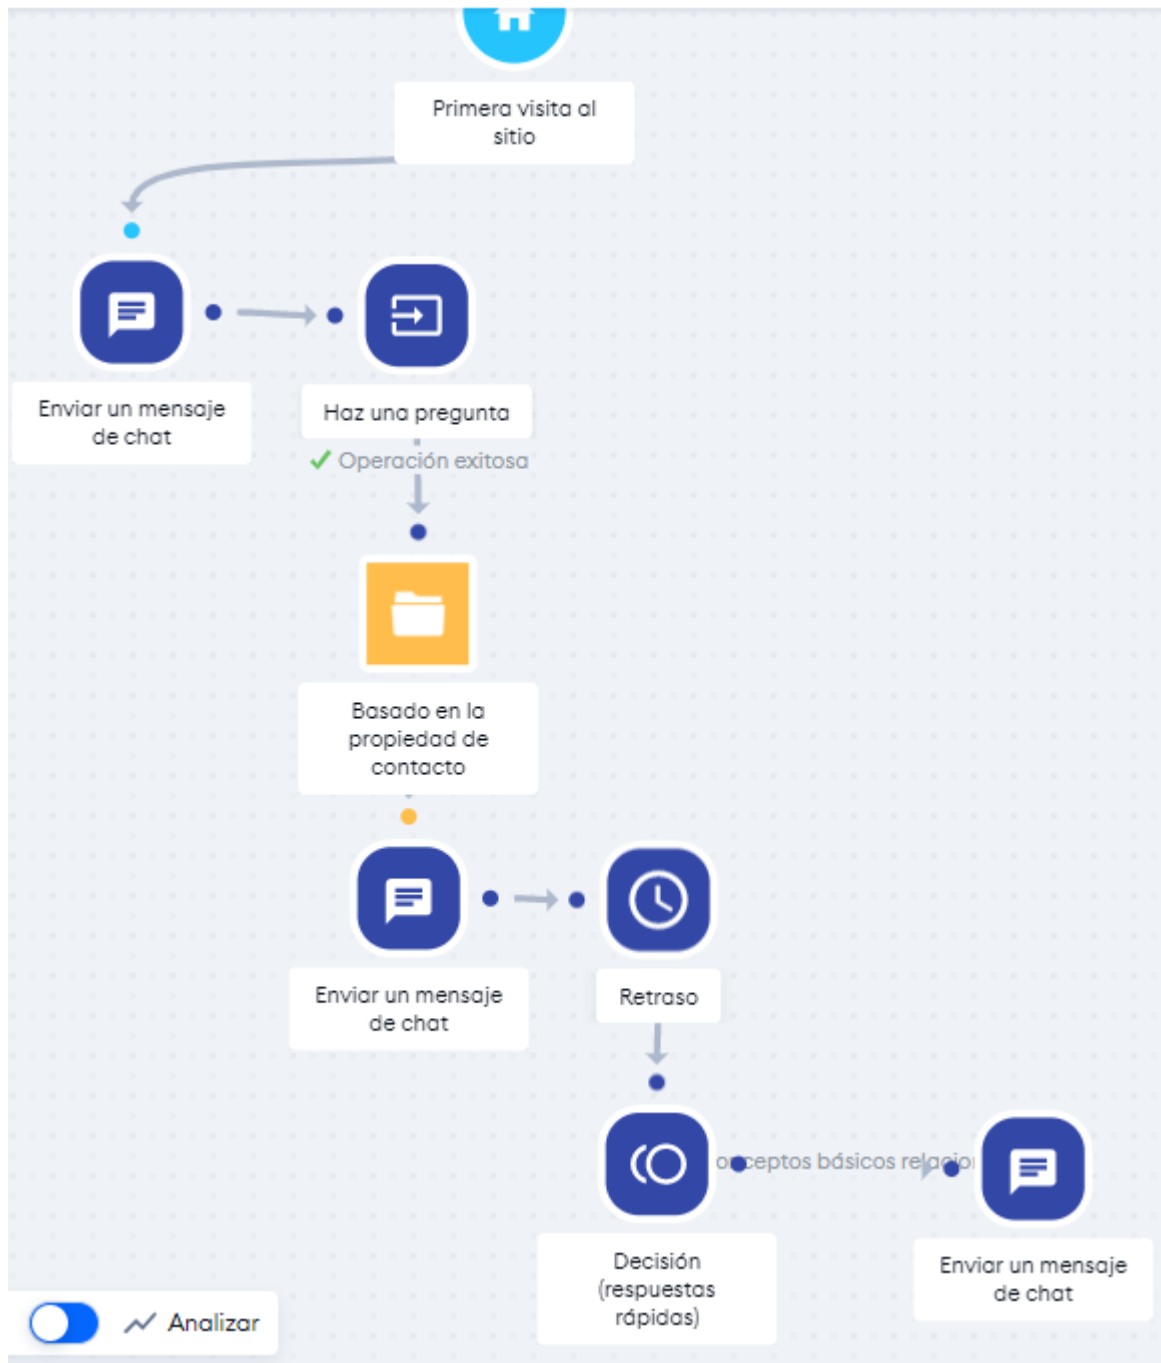 Primera visita al
sitio
Enviar un mensaje
de chat
Haz una pregunta
Operación exitosa
Basado en la
propiedad de
contacto
Enviar un mensaje
de chat
Retraso
básicos
Decisión
(respuestas
rápidas)
Enviar un mensaje
de chat
Analizar